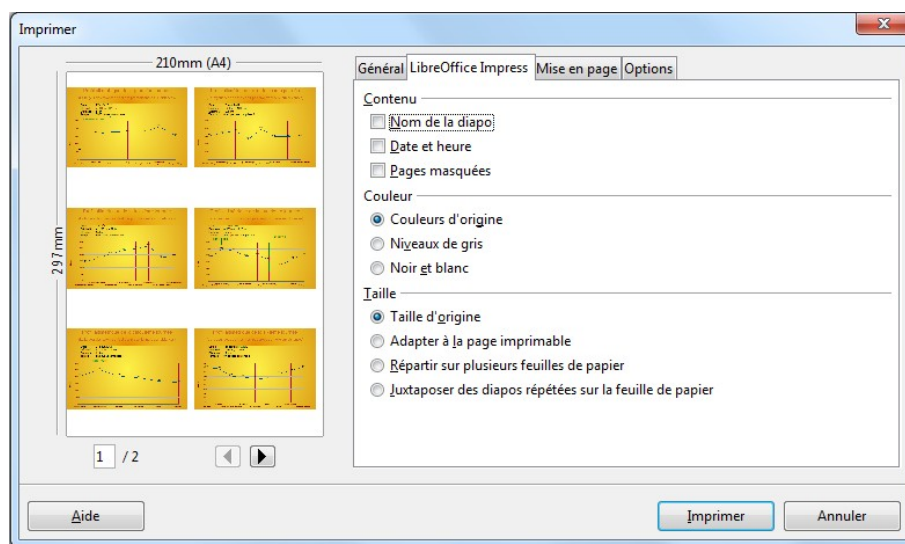 Imprimer
210mm (A4)
297mm
1 / 2
Général LibreOffice Impress Mise en page Options
Contenu
Nom de la diapo
Date et heure
Pages masquées
Couleur
Couleurs d'origine
Niveaux de gris
Noir et blanc
Taille
Taille d'origine
Adapter à la page imprimable
Répartir sur plusieurs feuilles de papier
Juxtaposer des diapos répétées sur la feuille de papier
Aide
Imprimer
Annuler